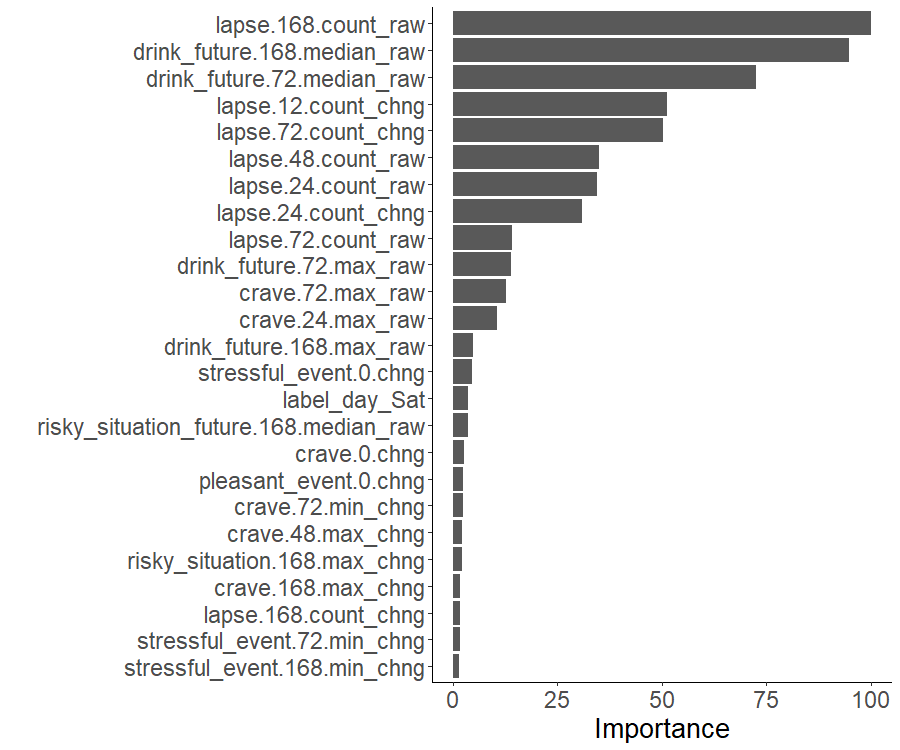 lapse.168.count_raw
drink_future.168.median_raw
drink_future.72.median_raw
lapse.12.count_chng
lapse.72.count_chng
lapse.48.count_raw
lapse.24.count_raw
lapse.24.count_chng
lapse.72.count_raw
drink_future.72.max_raw
crave.72.max_raw
crave.24.max_raw
drink_future.168.max_raw
stressful_event.0.chng
label_day_Sat
risky_situation_future.168.median_raw
crave.0.chng
pleasant_event.0.chng
crave.72.min_chng
crave.48.max_chng
risky_situation.168.max_chng
crave.168.max_chng
lapse.168.count_chng
stressful_event.72.min_chng
stressful_event.168.min_chng
0 25 50 75 100
Importance